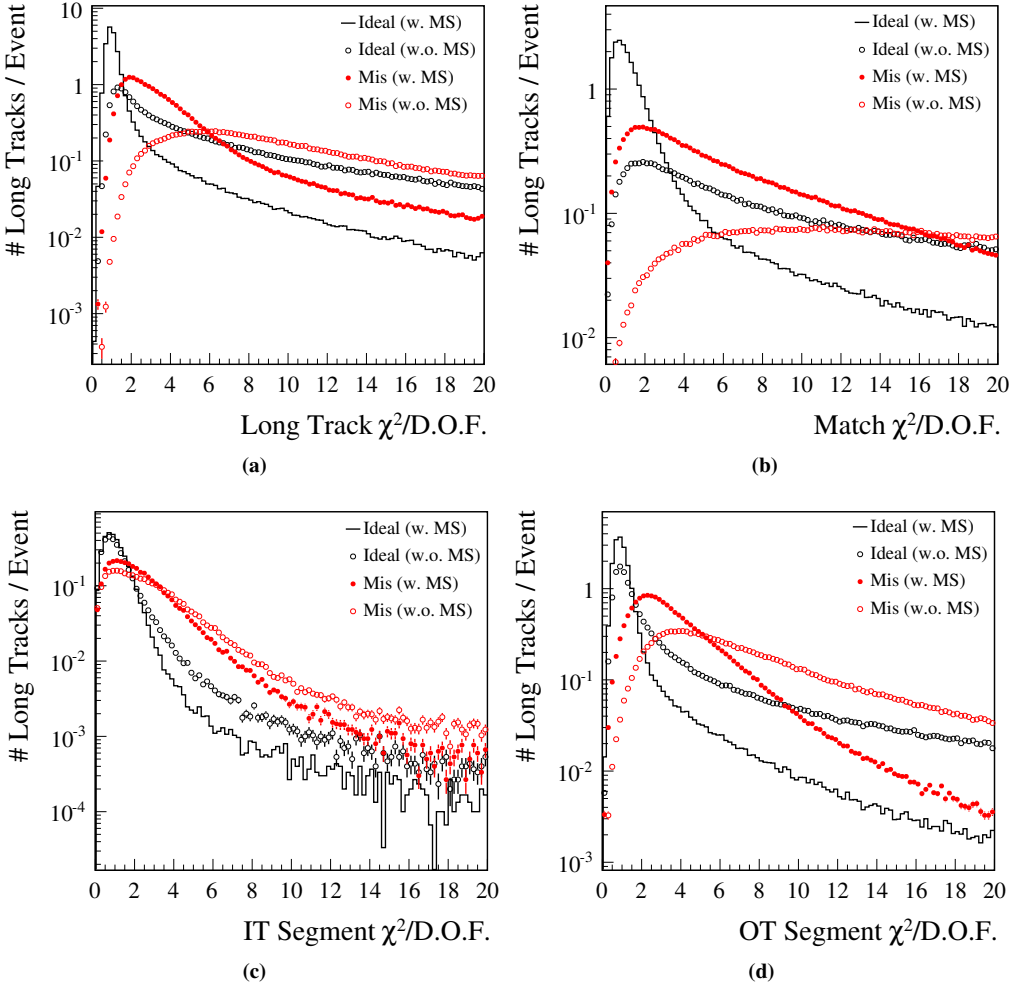 # Long Tracks / Event
10
1
10⁻¹
10⁻²
10⁻³
Ideal (w. MS)
Ideal (w.o. MS)
Mis (w. MS)
Mis (w.o. MS)
0 2 4 6 8 10 12 14 16 18 20
Long Track χ²/D.O.F.
(a)
# Long Tracks / Event
1
10⁻¹
10⁻²
Ideal (w. MS)
Ideal (w.o. MS)
Mis (w. MS)
Mis (w.o. MS)
0 2 4 6 8 10 12 14 16 18 20
Match χ²/D.O.F.
(b)
# Long Tracks / Event
10⁻¹
10⁻²
10⁻³
10⁻⁴
Ideal (w. MS)
Ideal (w.o. MS)
Mis (w. MS)
Mis (w.o. MS)
0 2 4 6 8 10 12 14 16 18 20
IT Segment χ²/D.O.F.
(c)
# Long Tracks / Event
1
10⁻¹
10⁻²
10⁻³
Ideal (w. MS)
Ideal (w.o. MS)
Mis (w. MS)
Mis (w.o. MS)
0 2 4 6 8 10 12 14 16 18 20
OT Segment χ²/D.O.F.
(d)